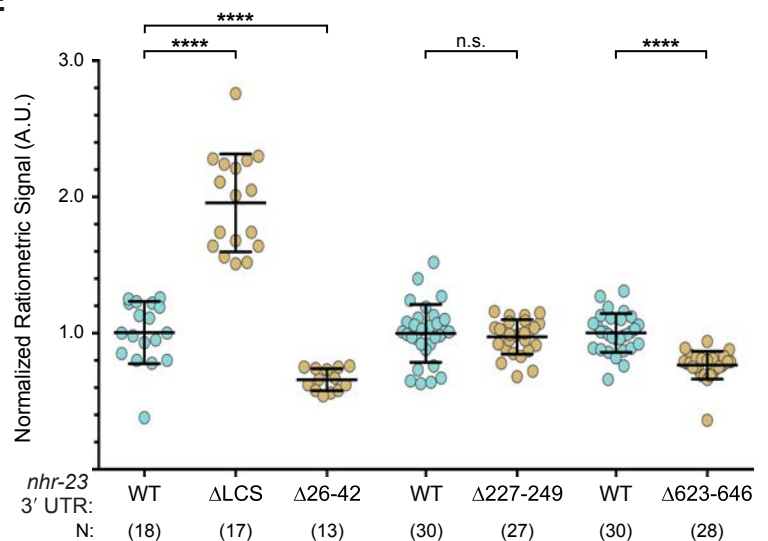 ****
**** n.s. ****
Normalized Ratiometric Signal (A.U.)
3.0
2.0
1.0
nhr-23
3′ UTR: WT ΔLCS Δ26-42 WT Δ227-249 WT Δ623-646
N: (18) (17) (13) (30) (27) (30) (28)